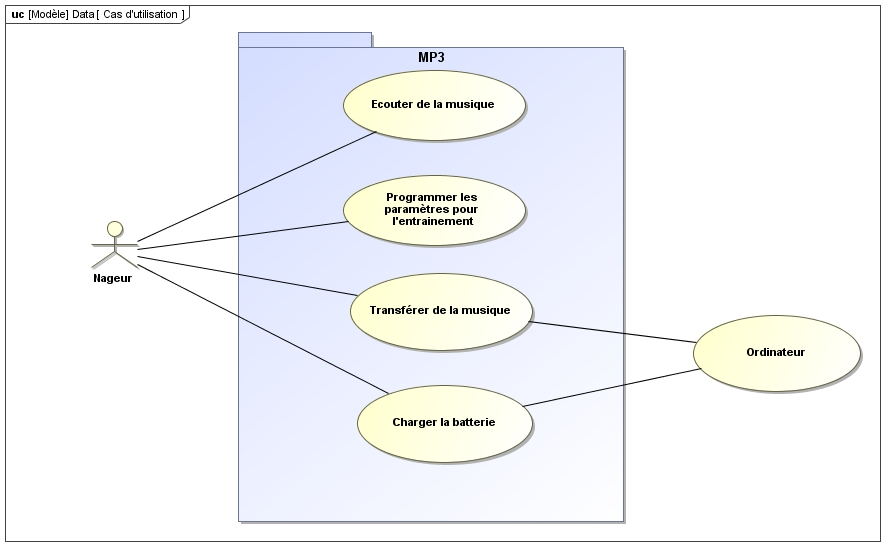 uc [Modèle] Data [ Cas d'utilisation ]
MP3
Ecouter de la musique
Programmer les
paramètres pour
l'entrainement
Nageur
Transférer de la musique
Ordinateur
Charger la batterie